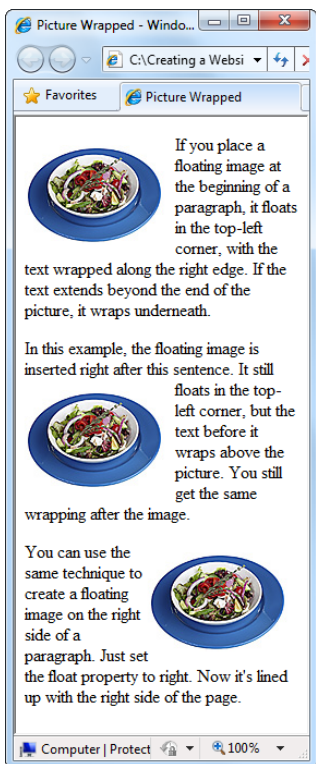 Picture Wrapped - Windo...
C:\Creating a Websi
Favorites
Picture Wrapped
If you place a
floating image at
the beginning of a
paragraph, it floats
in the top-left
corner, with the
text wrapped along the right edge. If the
text extends beyond the end of the
picture, it wraps underneath.
In this example, the floating image is
inserted right after this sentence. It still
floats in the top-
left corner, but the
text before it
wraps above the
picture. You still
get the same
wrapping after the image.
You can use the
same technique to
create a floating
image on the right
side of a
paragraph. Just set
the float property to right. Now it's lined
up with the right side of the page.
Computer | Protect
100%